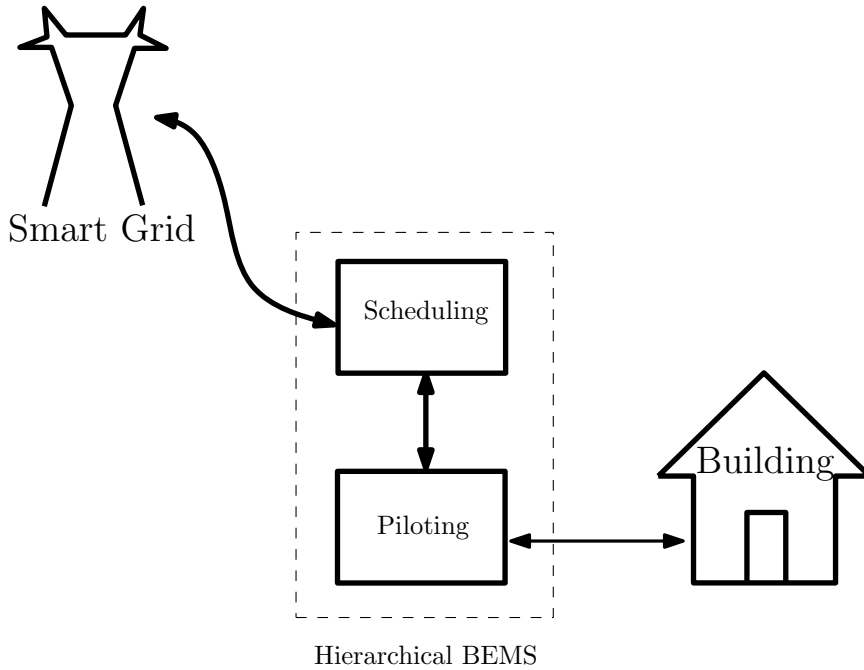 Smart Grid
Scheduling
Building
Piloting
Hierarchical BEMS